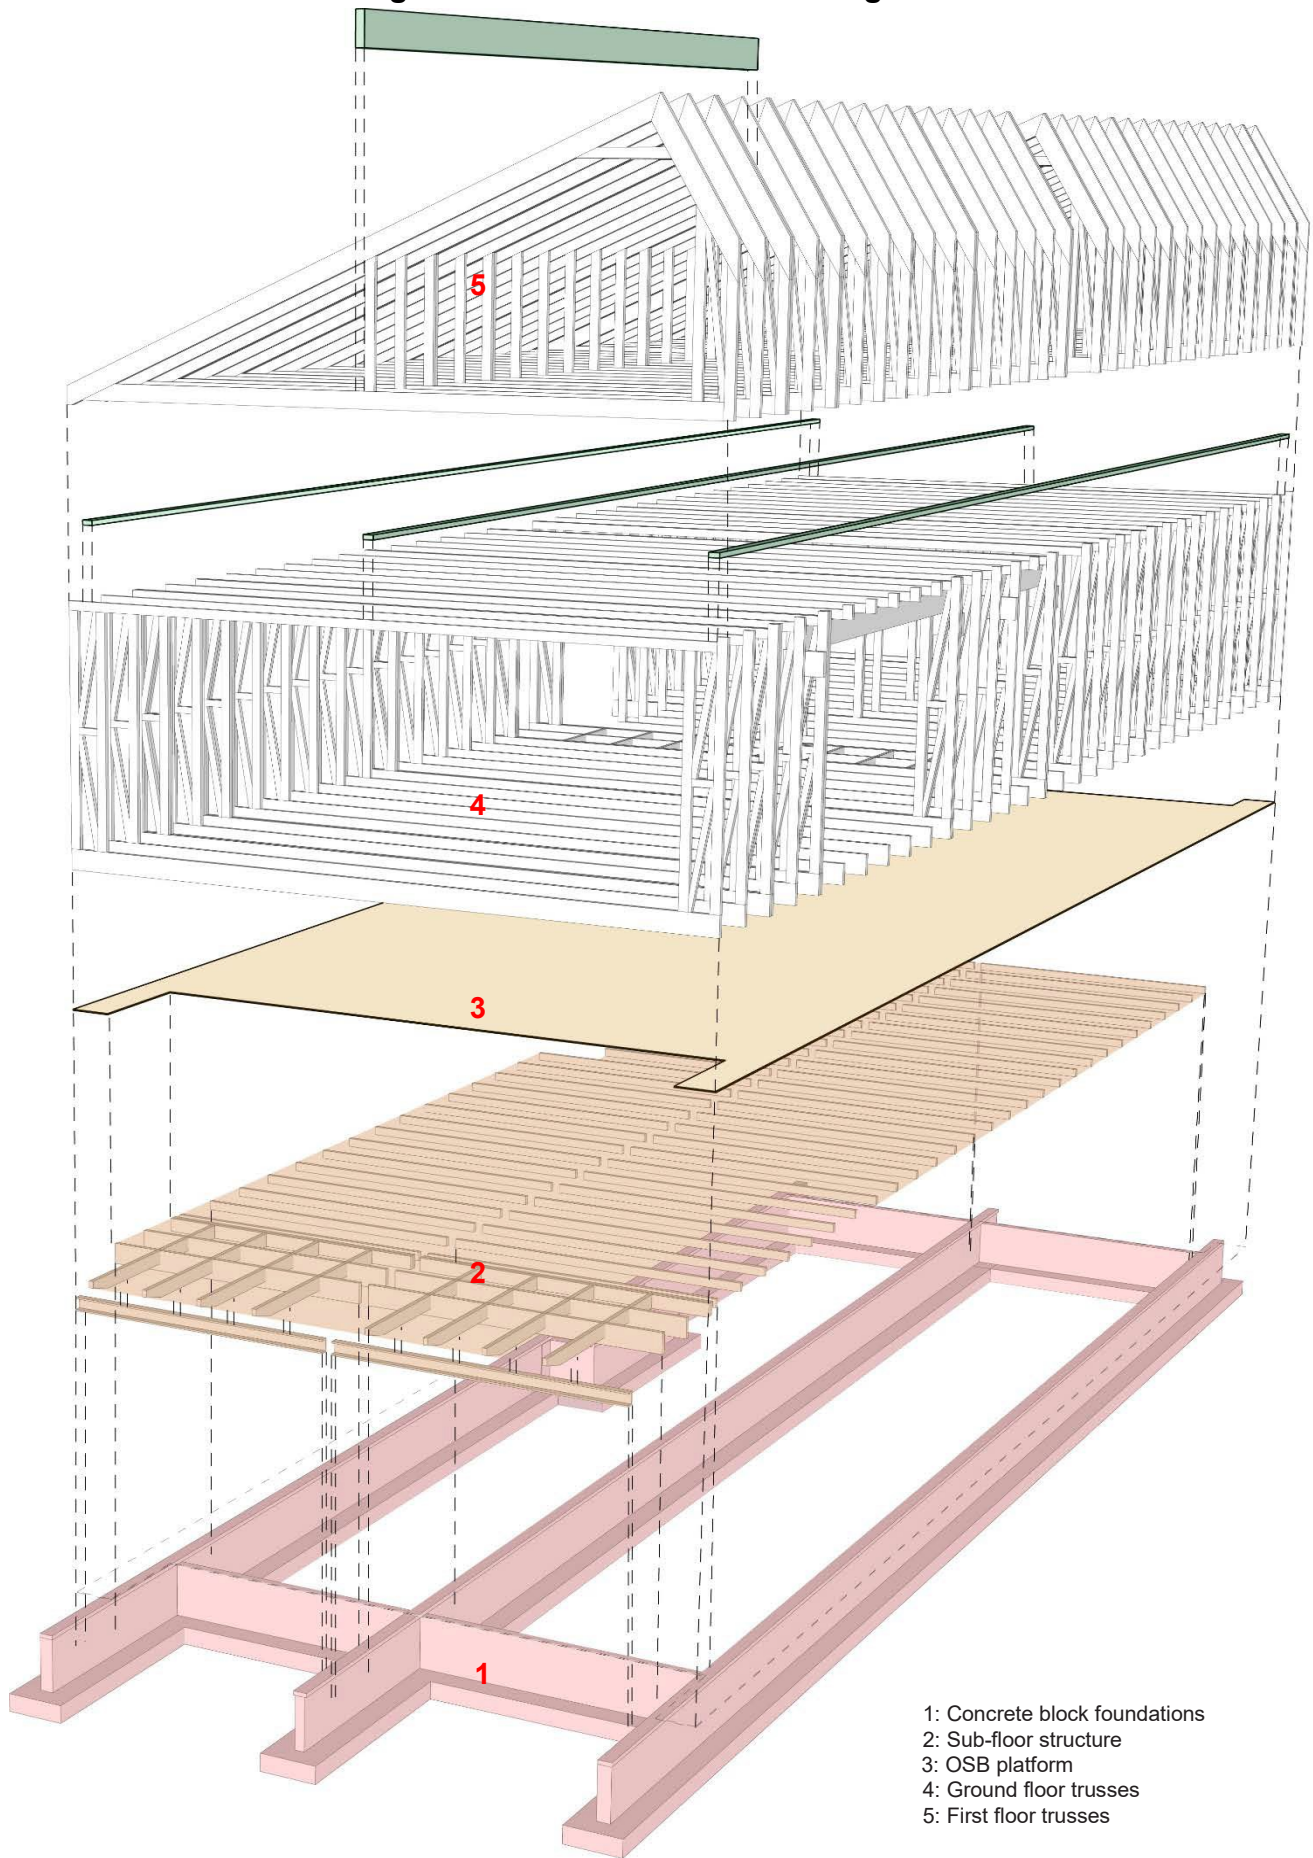 5
4
3
2
1
1: Concrete block foundations
2: Sub-floor structure
3: OSB platform
4: Ground floor trusses
5: First floor trusses